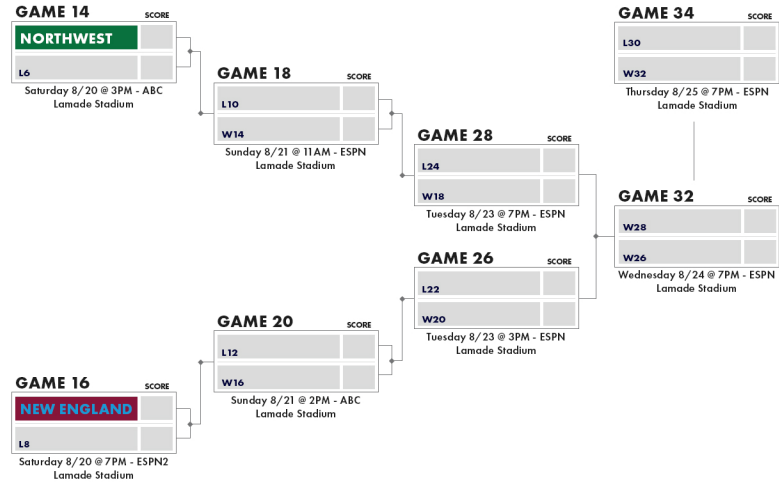 GAME 14
SCORE
NORTHWEST
L6
Saturday 8/20 @ 3PM - ABC
Lamade Stadium
GAME 18
SCORE
L10
W14
Sunday 8/21 @ 11AM - ESPN
Lamade Stadium
GAME 28
SCORE
L24
W18
Tuesday 8/23 @ 7PM - ESPN
Lamade Stadium
GAME 34
SCORE
L30
W32
Thursday 8/25 @ 7PM - ESPN
Lamade Stadium
GAME 32
SCORE
W28
W26
Wednesday 8/24 @ 7PM - ESPN
Lamade Stadium
GAME 26
SCORE
L22
W20
Tuesday 8/23 @ 3PM - ESPN
Lamade Stadium
GAME 20
SCORE
L12
W16
Sunday 8/21 @ 2PM - ABC
Lamade Stadium
GAME 16
SCORE
NEW ENGLAND
L8
Saturday 8/20 @ 7PM - ESPN2
Lamade Stadium